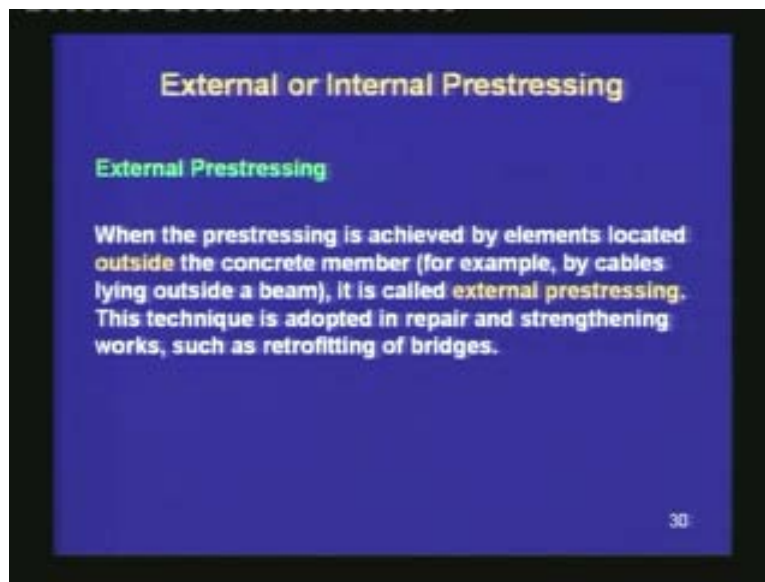 External or Internal Prestressing
External Prestressing
When the prestressing is achieved by elements located
outside the concrete member (for example, by cables
lying outside a beam), it is called external prestressing.
This technique is adopted in repair and strengthening
works, such as retrofitting of bridges.
30